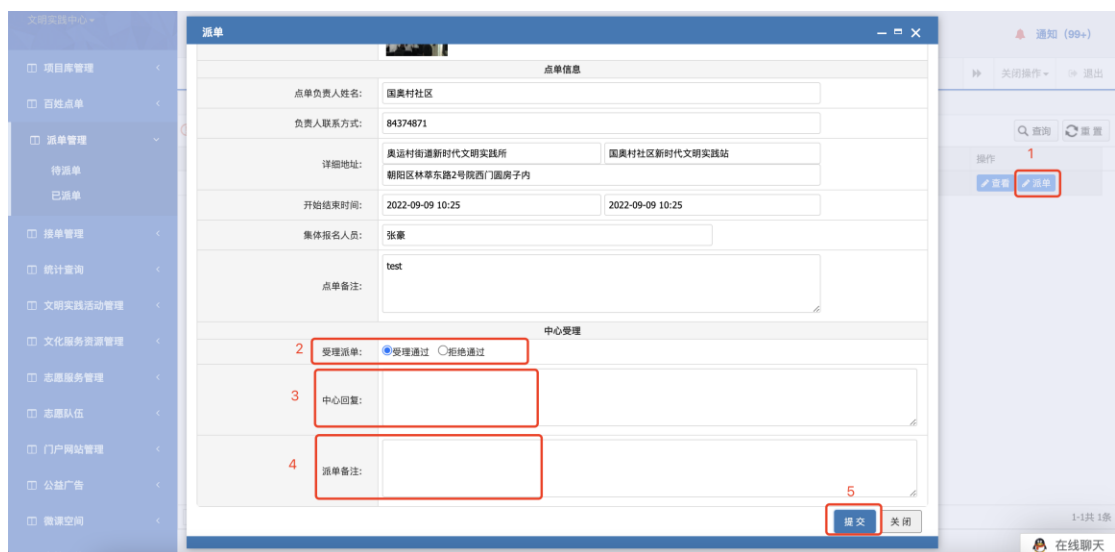 文明实践中心
派单
通知 (99+)
项目库管理
关闭操作 退出
点单信息
百姓点单
点单负责人姓名: 国奥村社区
派单管理
负责人联系方式: 84374871
查询 重置
待派单
详细地址: 奥运村街道新时代文明实践所 国奥村社区新时代文明实践站
操作 1
朝阳区林萃东路2号院西门圆房子内
查看 派单
已派单
开始结束时间: 2022-09-09 10:25 2022-09-09 10:25
接单管理
集体报名人员: 张豪
统计查询
点单备注: test
文明实践活动管理
中心受理
文化服务资源管理
2 受理派单: 受理通过 拒绝通过
志愿服务管理
3 中心回复:
志愿队伍
门户网站管理
4 派单备注:
公益广告
5
微课空间
提交 关闭
1-1共 1条
在线聊天